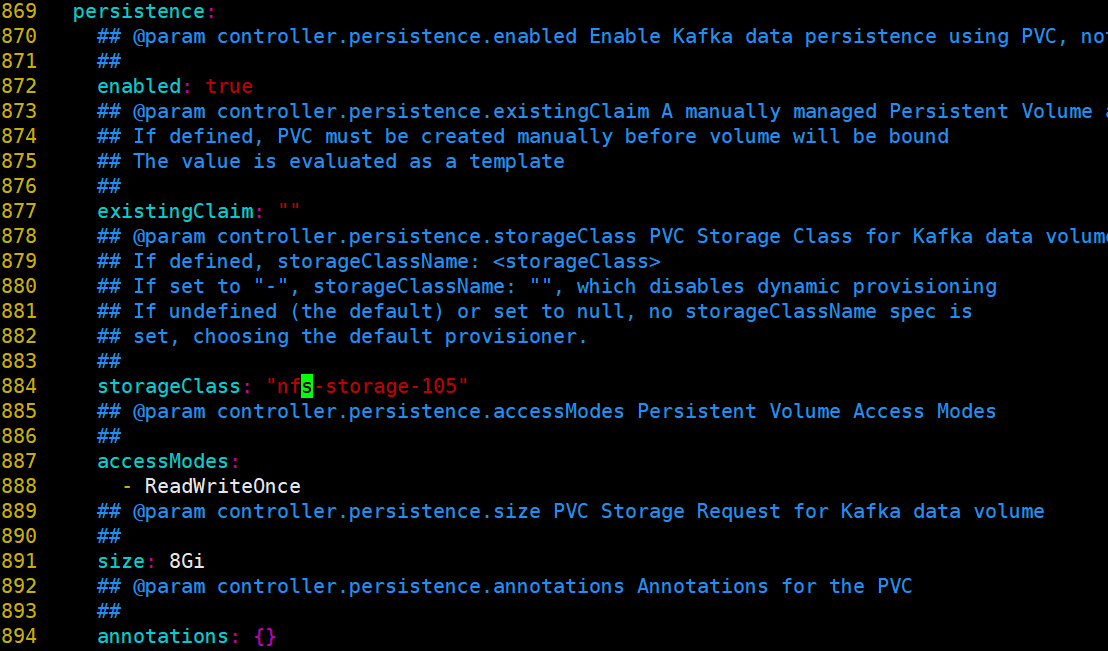 869   persistence:
870     ## @param controller.persistence.enabled Enable Kafka data persistence using PVC,
871     ##
872     enabled: true
873     ## @param controller.persistence.existingClaim A manually managed Persistent Volume
874     ## If defined, PVC must be created manually before volume will be bound
875     ## The value is evaluated as a template
876     ##
877     existingClaim: ""
878     ## @param controller.persistence.storageClass PVC Storage Class for Kafka data
879     ## If defined, storageClassName: <storageClass>
880     ## If set to "-", storageClassName: "", which disables dynamic provisioning
881     ## If undefined (the default) or set to null, no storageClassName spec is
882     ## set, choosing the default provisioner.
883     ##
884     storageClass: "nfs-storage-105"
885     ## @param controller.persistence.accessModes Persistent Volume Access Modes
886     ##
887     accessModes:
888       - ReadWriteOnce
889     ## @param controller.persistence.size PVC Storage Request for Kafka data volume
890     ##
891     size: 8Gi
892     ## @param controller.persistence.annotations Annotations for the PVC
893     ##
894     annotations: {}